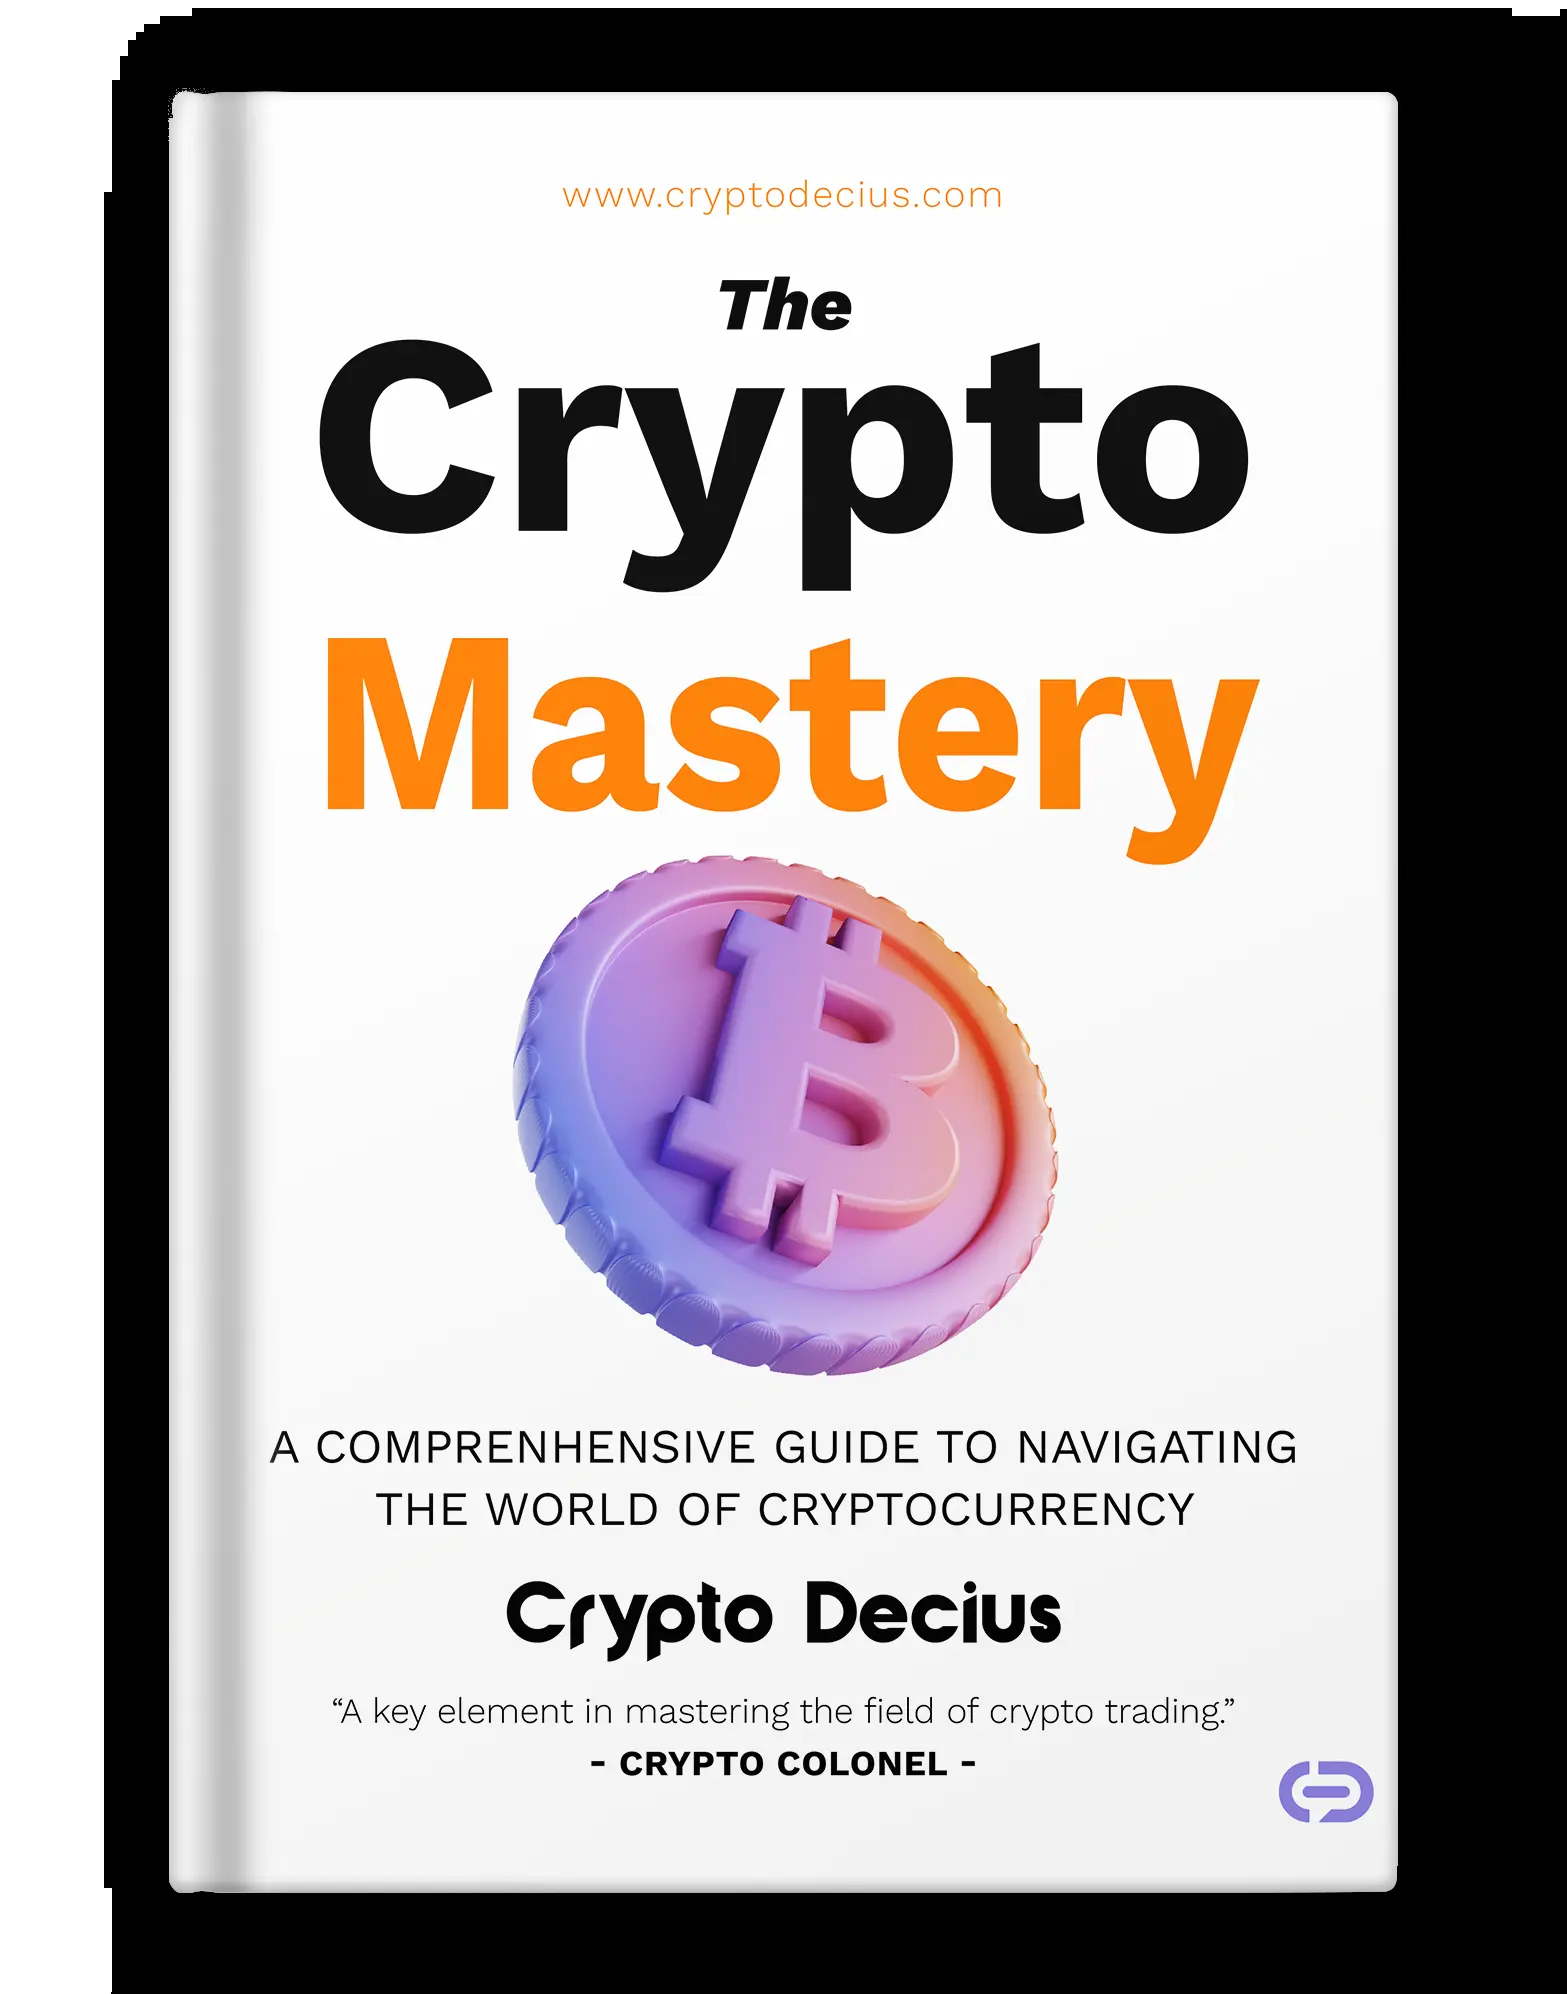 www.cryptodecius.com
The
Crypto
Mastery
A COMPRENHENSIVE GUIDE TO NAVIGATING
THE WORLD OF CRYPTOCURRENCY
Crypto Decius
“A key element in mastering the field of crypto trading.”
- CRYPTO COLONEL -